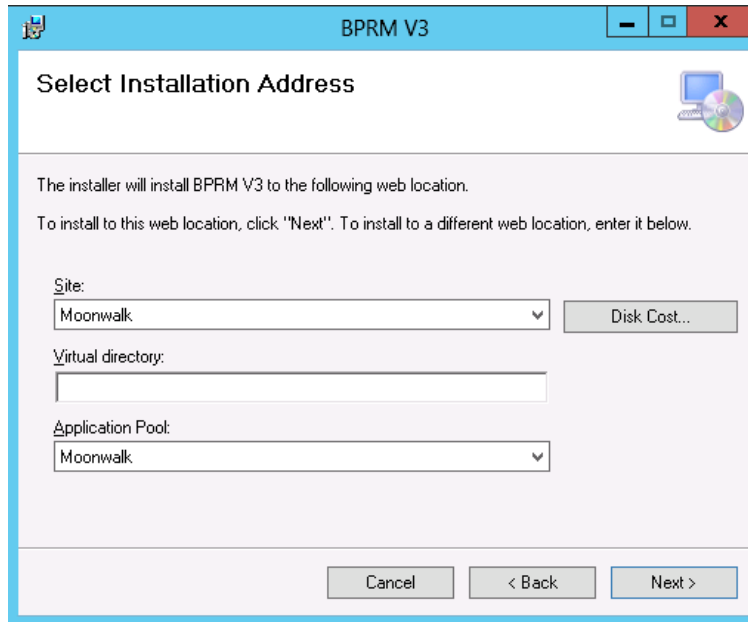 BPRM V3
Select Installation Address
The installer will install BPRM V3 to the following web location.
To install to this web location, click "Next". To install to a different web location, enter it below.
Site:
Moonwalk
Disk Cost...
Virtual directory:
Application Pool:
Moonwalk
Cancel
< Back
Next >